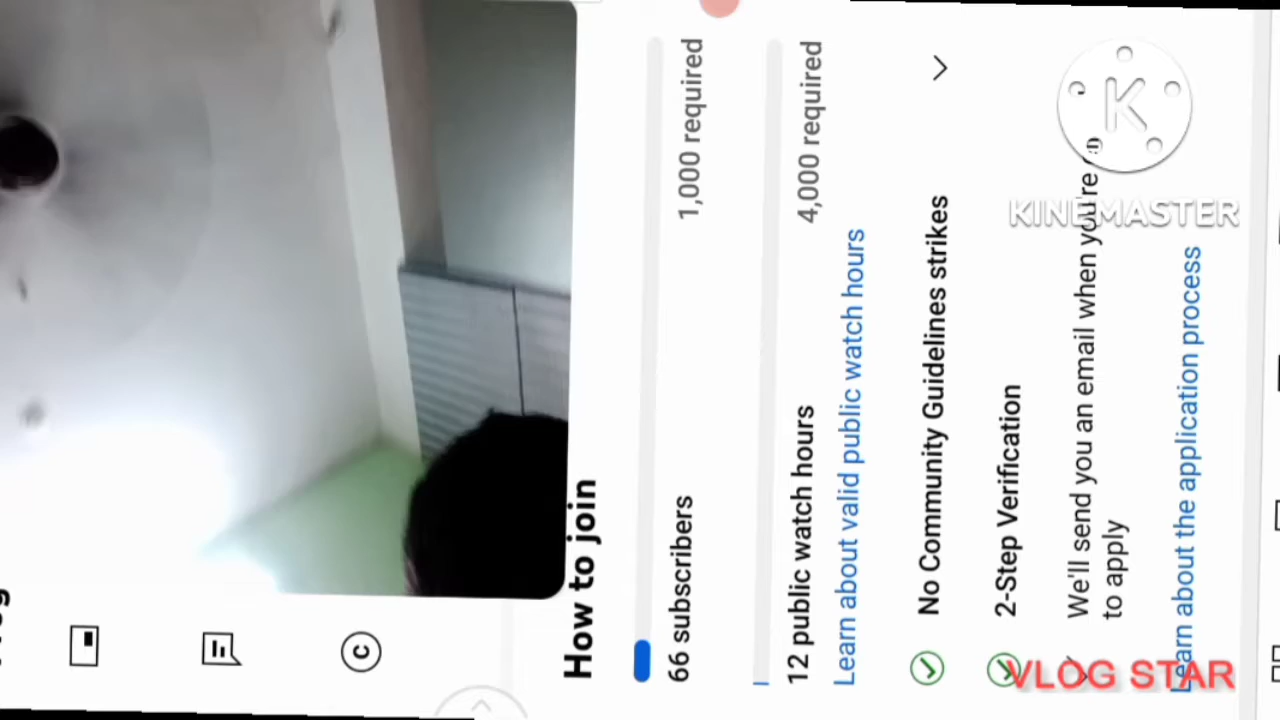 How to join
66 subscribers
1,000 required
12 public watch hours
4,000 required
Learn about valid public watch hours
No Community Guidelines strikes
2-Step Verification
We'll send you an email when you're
to apply
Learn about the application process
K
KINEMASTER
VLOG STAR